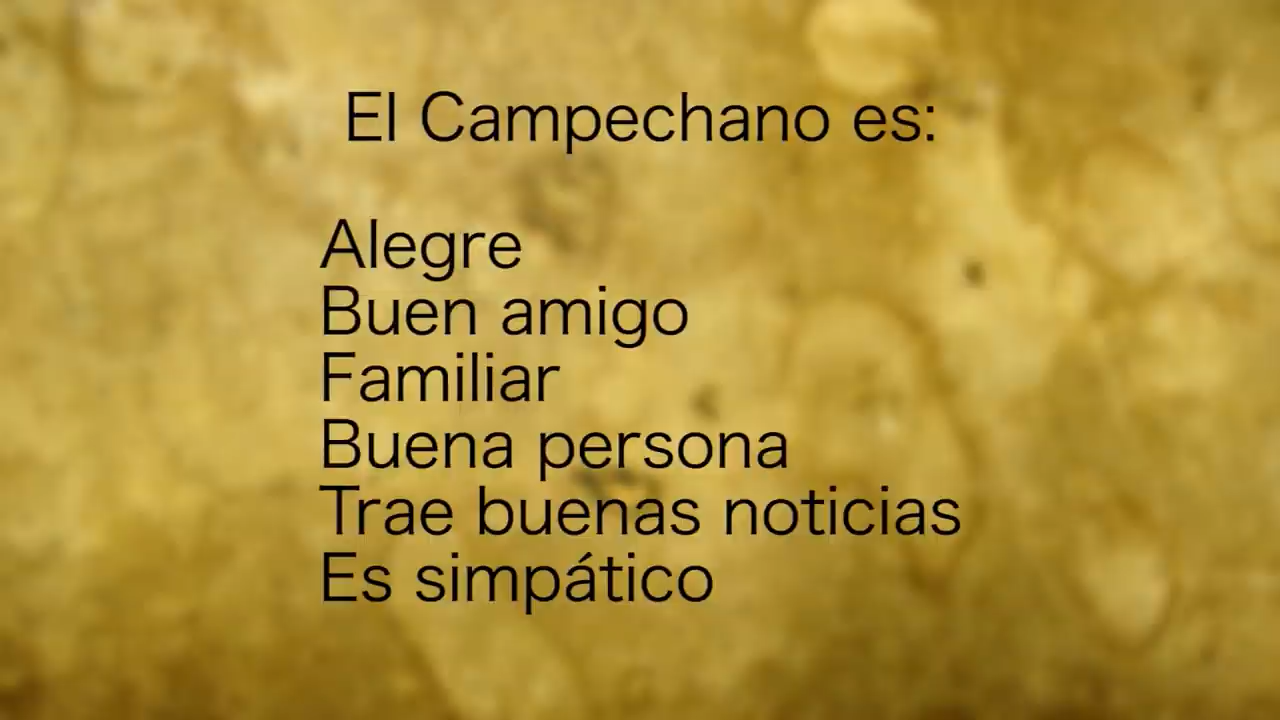 El Campechano es:
Alegre
Buen amigo
Familiar
Buena persona
Trae buenas noticias
Es simpático